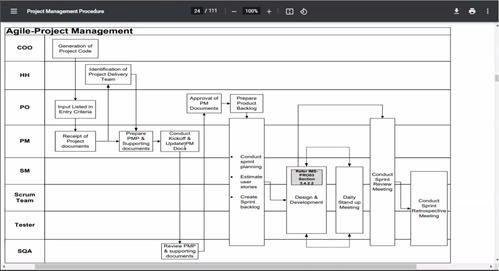 Project Management Procedure
24 / 111
100%
Agile-Project Management
COO
Generation of
Project Code
HH
Identification of
Project Delivery
Team
PO
Input Listed in
Entry Criteria
Approval of
PM
Documents
Prepare
Product
Backlog
PM
Receipt of
Project
documents
Prepare
PMP &
Supporting
documents
Conduct
Kickoff &
Update PM
Docs
SM
Scrum
Team
Tester
SQA
Review PMP
& supporting
documents
• Conduct
sprint
planning
• Estimate
user
stories
• Create
Sprint
backlog
Refer IMS-
PRO03
Section
3.4.2.2
Design &
Development
Daily
Stand up
Meeting
Conduct
Sprint
Review
Meeting
Conduct
Sprint
Retrospective
Meeting